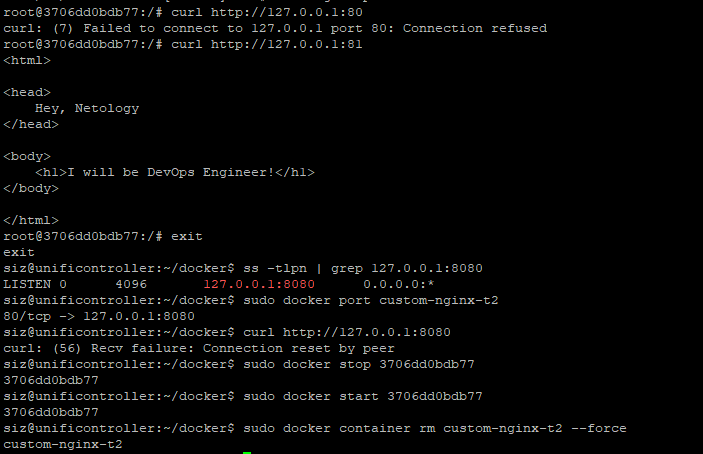 root@3706dd0bdb77:/# curl http://127.0.0.1:80
curl: (7) Failed to connect to 127.0.0.1 port 80: Connection refused
root@3706dd0bdb77:/# curl http://127.0.0.1:81
<html>
<head>
    Hey, Netology
</head>
<body>
    <h1>I will be DevOps Engineer!</h1>
</body>
</html>
root@3706dd0bdb77:/# exit
exit
siz@unificontroller:~/docker$ ss -tlpn | grep 127.0.0.1:8080
LISTEN 0      4096       127.0.0.1:8080      0.0.0.0:*
siz@unificontroller:~/docker$ sudo docker port custom-nginx-t2
80/tcp -> 127.0.0.1:8080
siz@unificontroller:~/docker$ curl http://127.0.0.1:8080
curl: (56) Recv failure: Connection reset by peer
siz@unificontroller:~/docker$ sudo docker stop 3706dd0bdb77
3706dd0bdb77
siz@unificontroller:~/docker$ sudo docker start 3706dd0bdb77
3706dd0bdb77
siz@unificontroller:~/docker$ sudo docker container rm custom-nginx-t2 --force
custom-nginx-t2